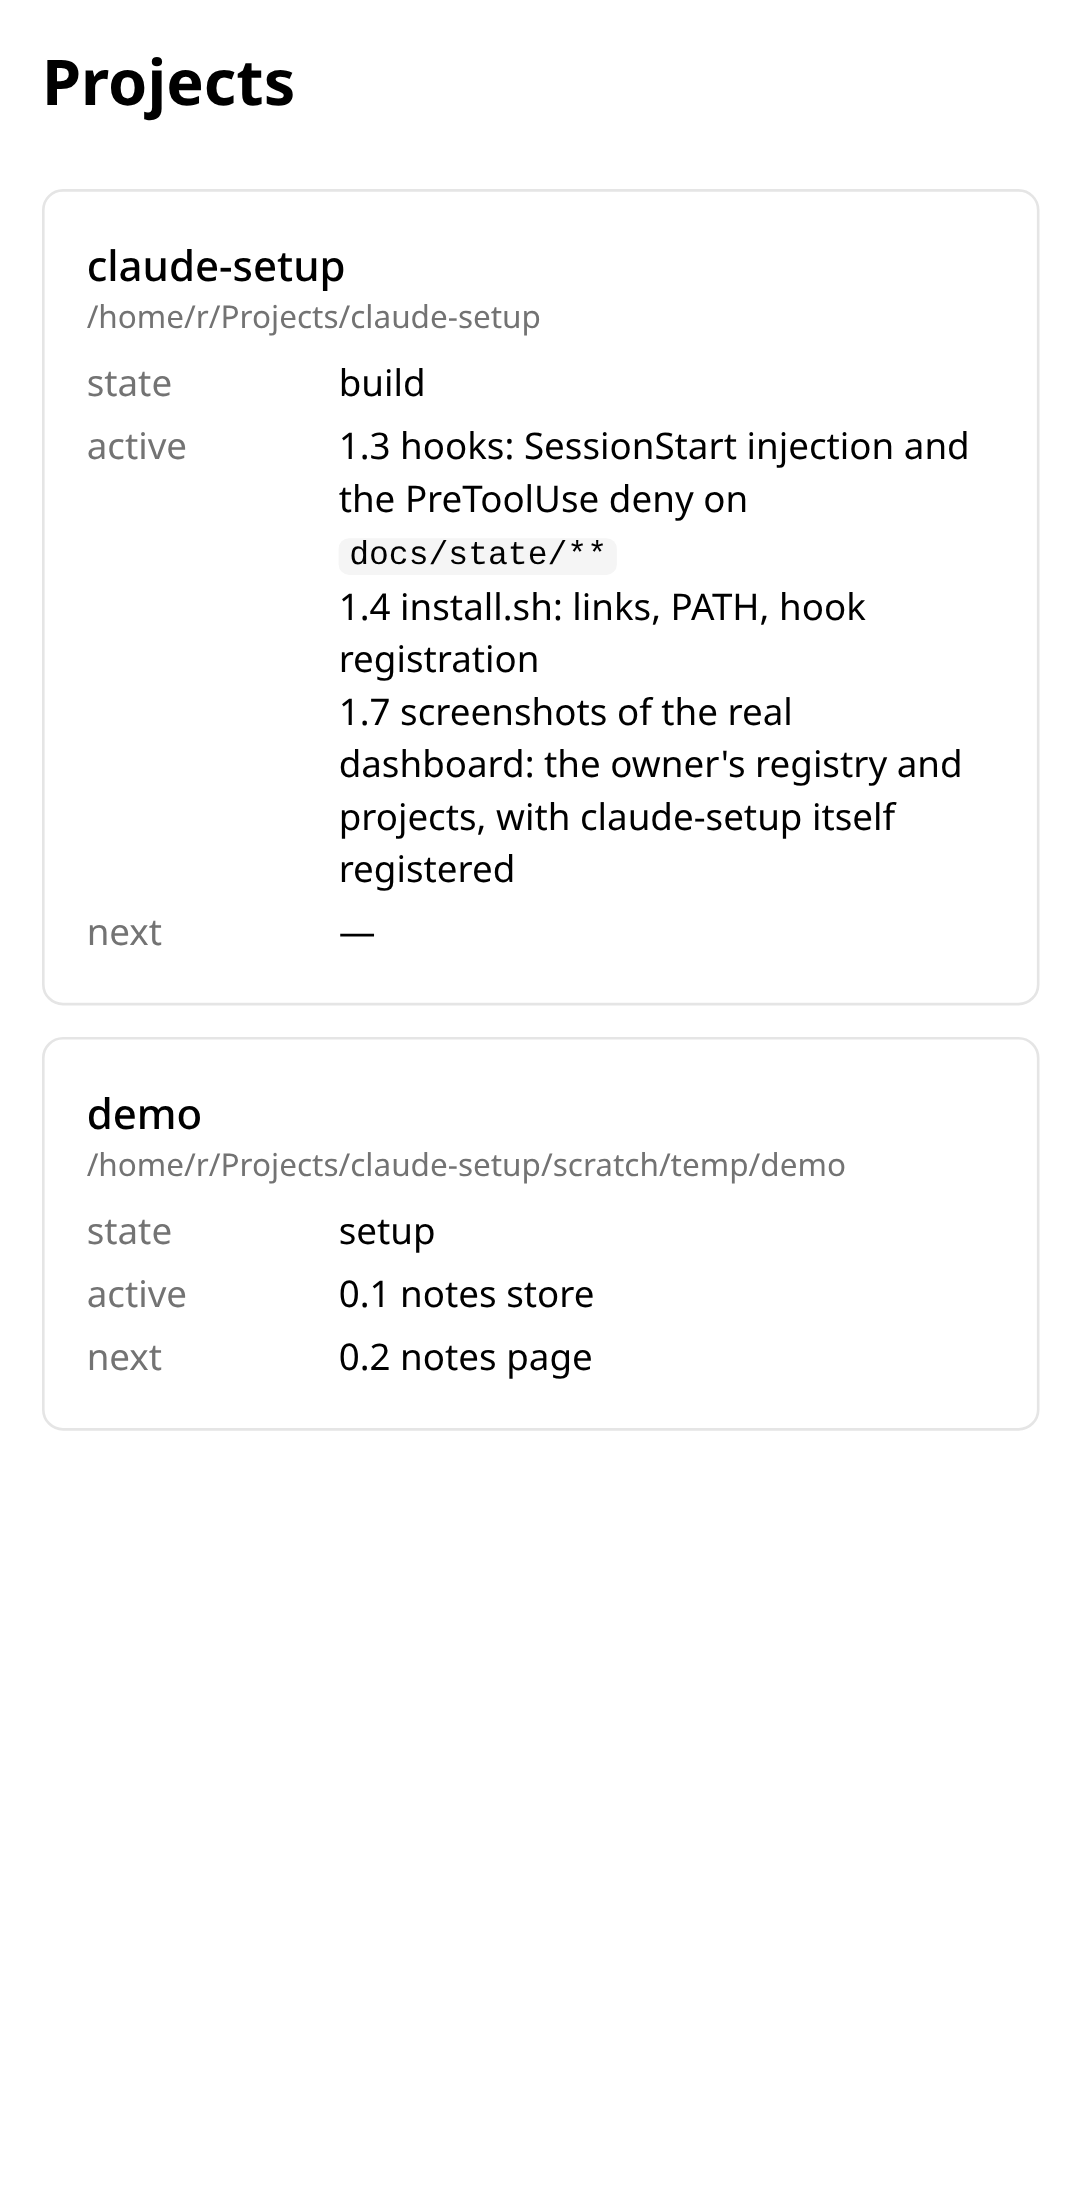 Projects
claude-setup
/home/r/Projects/claude-setup
state build
active 1.3 hooks: SessionStart injection and
the PreToolUse deny on
docs/state/**
1.4 install.sh: links, PATH, hook
registration
1.7 screenshots of the real
dashboard: the owner's registry and
projects, with claude-setup itself
registered
next —
demo
/home/r/Projects/claude-setup/scratch/temp/demo
state setup
active 0.1 notes store
next 0.2 notes page